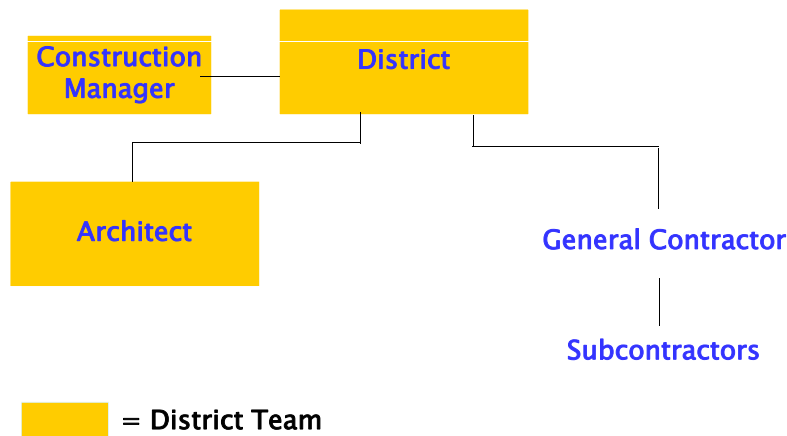 Construction
Manager
District
Architect
General Contractor
Subcontractors
= District Team